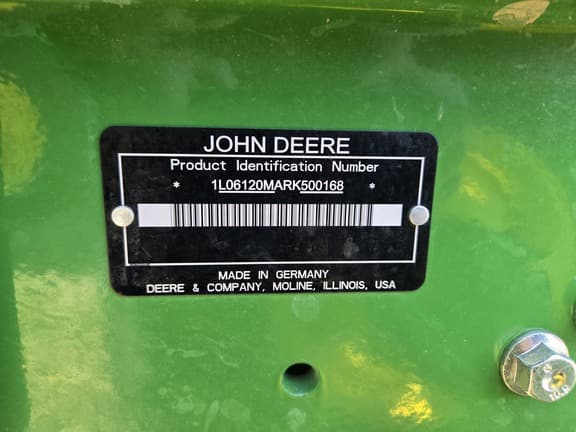 JOHN DEERE
Product Identification Number
* 1L06120MARK500168 *
MADE IN GERMANY
DEERE & COMPANY, MOLINE, ILLINOIS, USA